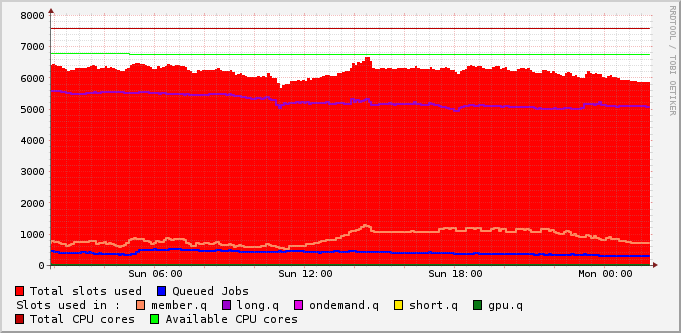 8000
7000
6000
5000
4000
3000
2000
1000
0
Sun 06:00 Sun 12:00 Sun 18:00 Mon 00:00
RRDTOOL / TOBI OETIKER
Total slots used Queued Jobs
Slots used in : member.q long.q ondemand.q short.q gpu.q
Total CPU cores Available CPU cores